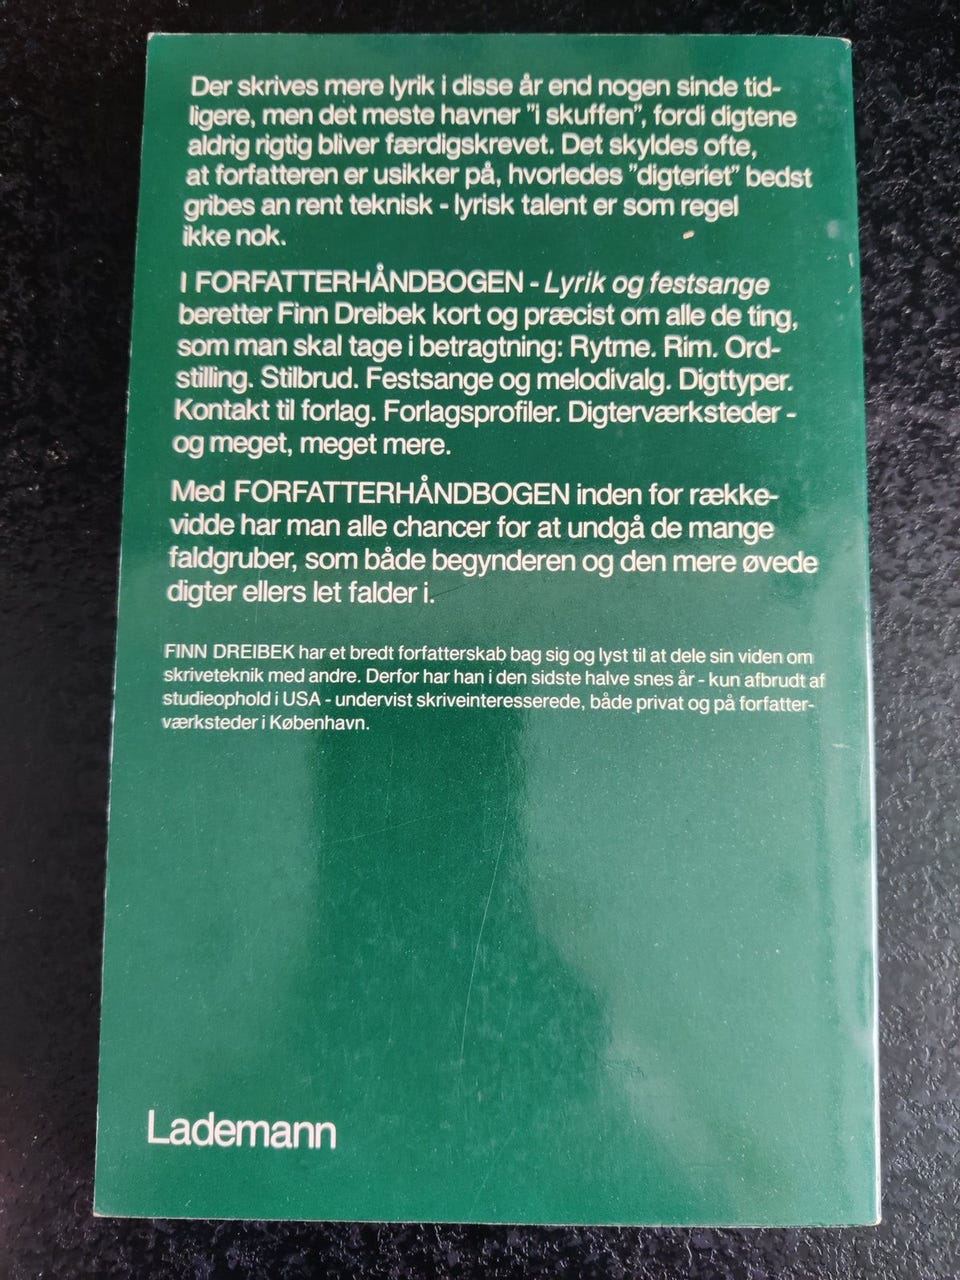 Der skrives mere lyrik i disse år end nogen sinde tid-
ligere, men det meste havner "i skuffen", fordi digtene
aldrig rigtig bliver færdigskrevet. Det skyldes ofte,
at forfatteren er usikker på, hvorledes "digteriet" bedst
gribes an rent teknisk - lyrisk talent er som regel
ikke nok.
I FORFATTERHÅNDBOGEN - Lyrik og festsange
beretter Finn Dreibek kort og præcist om alle de ting,
som man skal tage i betragtning: Rytme. Rim. Ord-
stilling. Stilbrud. Festsange og melodivalg. Digttyper.
Kontakt til forlag. Forlagsprofiler. Digterværksteder -
og meget, meget mere.
Med FORFATTERHÅNDBOGEN inden for række-
vidde har man alle chancer for at undgå de mange
faldgruber, som både begynderen og den mere øvede
digter ellers let falder i.
FINN DREIBEK har et bredt forfatterskab bag sig og lyst til at dele sin viden om
skriveteknik med andre. Derfor har han i den sidste halve snes år - kun afbrudt af
studieophold i USA - undervist skriveinteresserede, både privat og på forfatter-
værksteder i København.
Lademann